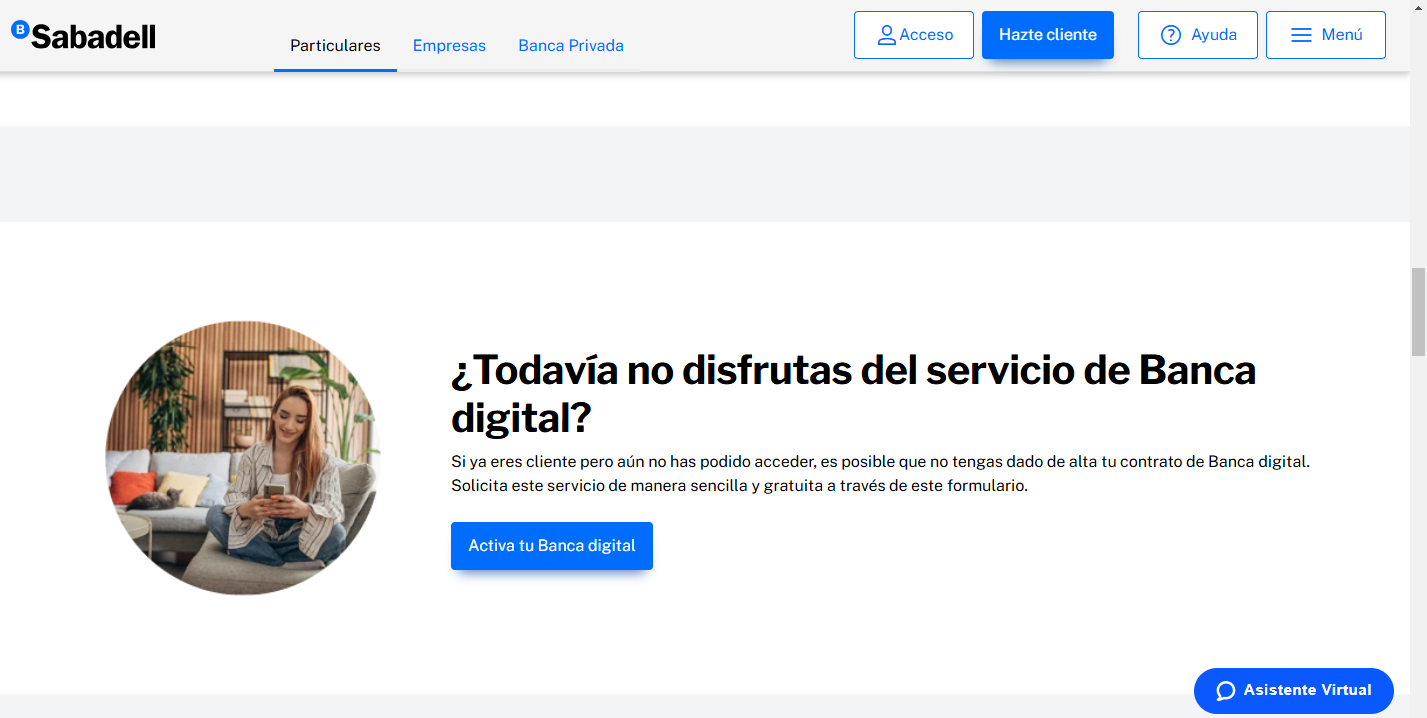 B Sabadell
Particulares Empresas Banca Privada
Acceso Hazte cliente Ayuda Menú
¿Todavía no disfrutas del servicio de Banca
digital?
Si ya eres cliente pero aún no has podido acceder, es posible que no tengas dado de alta tu contrato de Banca digital.
Solicita este servicio de manera sencilla y gratuita a través de este formulario.
Activa tu Banca digital
Asistente Virtual